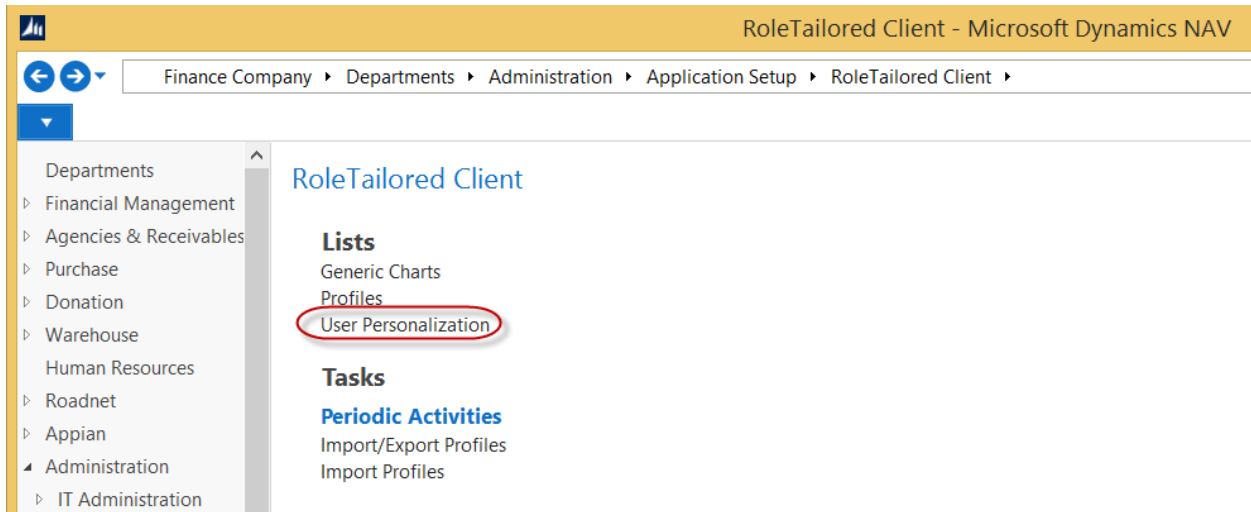 RoleTailored Client - Microsoft Dynamics NAV
Finance Company Departments Administration Application Setup RoleTailored Client
Departments
Financial Management
Agencies & Receivables
Purchase
Donation
Warehouse
Human Resources
Roadnet
Appian
Administration
IT Administration
RoleTailored Client
Lists
Generic Charts
Profiles
User Personalization
Tasks
Periodic Activities
Import/Export Profiles
Import Profiles